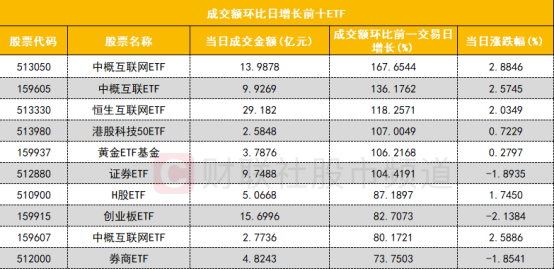 成交额环比日增长前十ETF
股票代码 股票名称 当日成交金额(亿元) 成交额环比前一交易日增长(%) 当日涨跌幅(%)
513050 中概互联网ETF 13.9878 167.6544 2.8846
159605 中概互联ETF 9.9269 136.1762 2.5745
513330 恒生互联网ETF 29.182 118.2571 2.0349
513980 港股科技50ETF 2.5848 107.0049 0.7229
159937 黄金ETF基金 3.7876 106.2168 0.2797
512880 证券ETF 9.7488 104.4191 -1.8935
510900 H股ETF 5.0668 87.1897 1.7450
159915 创业板ETF 15.6996 82.7073 -2.1384
159607 中概互联网ETF 2.7736 80.1721 2.5886
512000 券商ETF 4.8243 73.7503 -1.8541
财联社股市频道